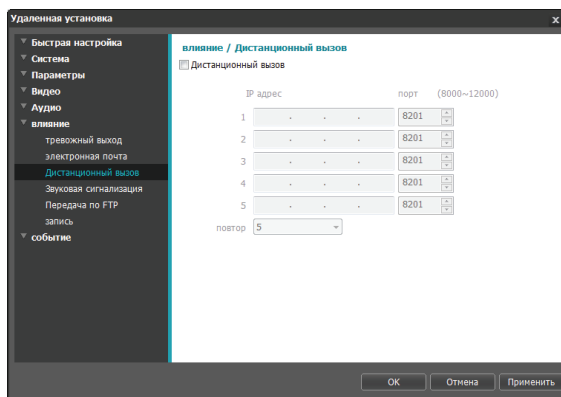 Удаленная установка x
Быстрая настройка
Система
Параметры
Видео
Аудио
влияние
тревожный выход
электронная почта
Дистанционный вызов
Звуковая сигнализация
Передача по FTP
запись
событие
влияние / Дистанционный вызов
Дистанционный вызов
IP адрес порт (8000~12000)
1 . . . 8201
2 . . . 8201
3 . . . 8201
4 . . . 8201
5 . . . 8201
повтор 5
OK Отмена Применить